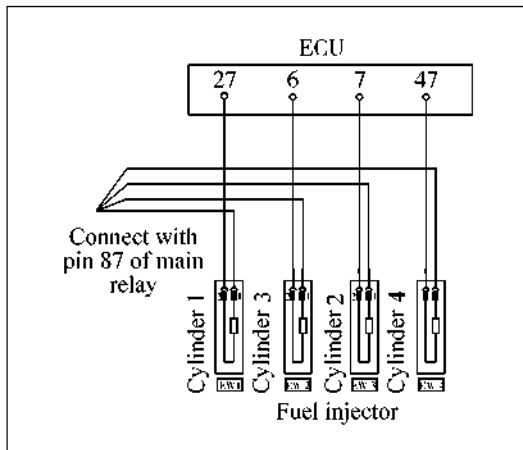 ECU
27 6 7 47
Connect with
pin 87 of main
relay
Cylinder 1
Cylinder 3
Cylinder 2
Cylinder 4
Fuel injector